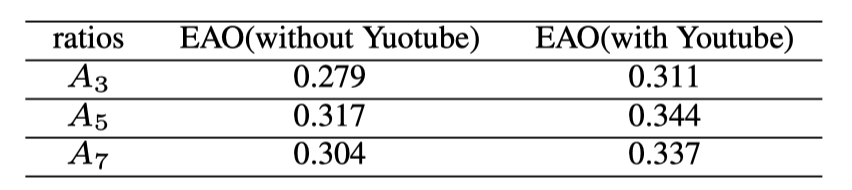 ratios EAO(without Yuotube) EAO(with Youtube)
A3 0.279 0.311
A5 0.317 0.344
A7 0.304 0.337